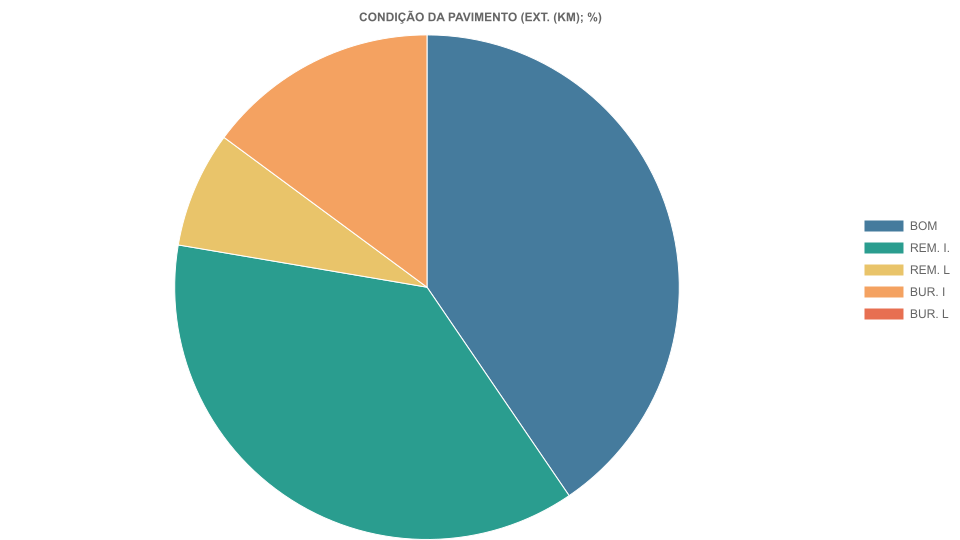 CONDIÇÃO DA PAVIMENTO (EXT. (KM); %)
BOM
REM. I.
REM. L
BUR. I
BUR. L